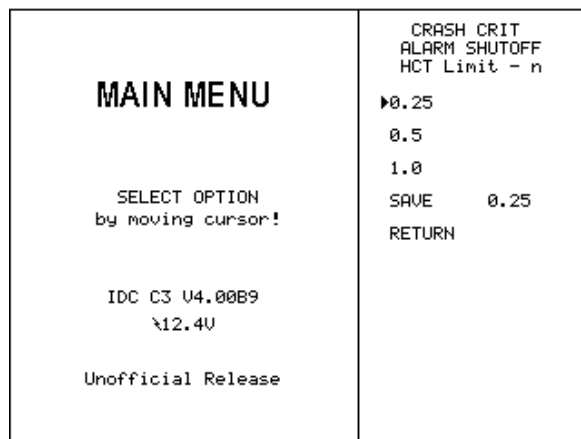 MAIN MENU
SELECT OPTION
by moving cursor!
IDC C3 V4.00B9
\12.4V
Unofficial Release
CRASH CRIT
ALARM SHUTOFF
HCT Limit - n
▶0.25
0.5
1.0
SAVE 0.25
RETURN